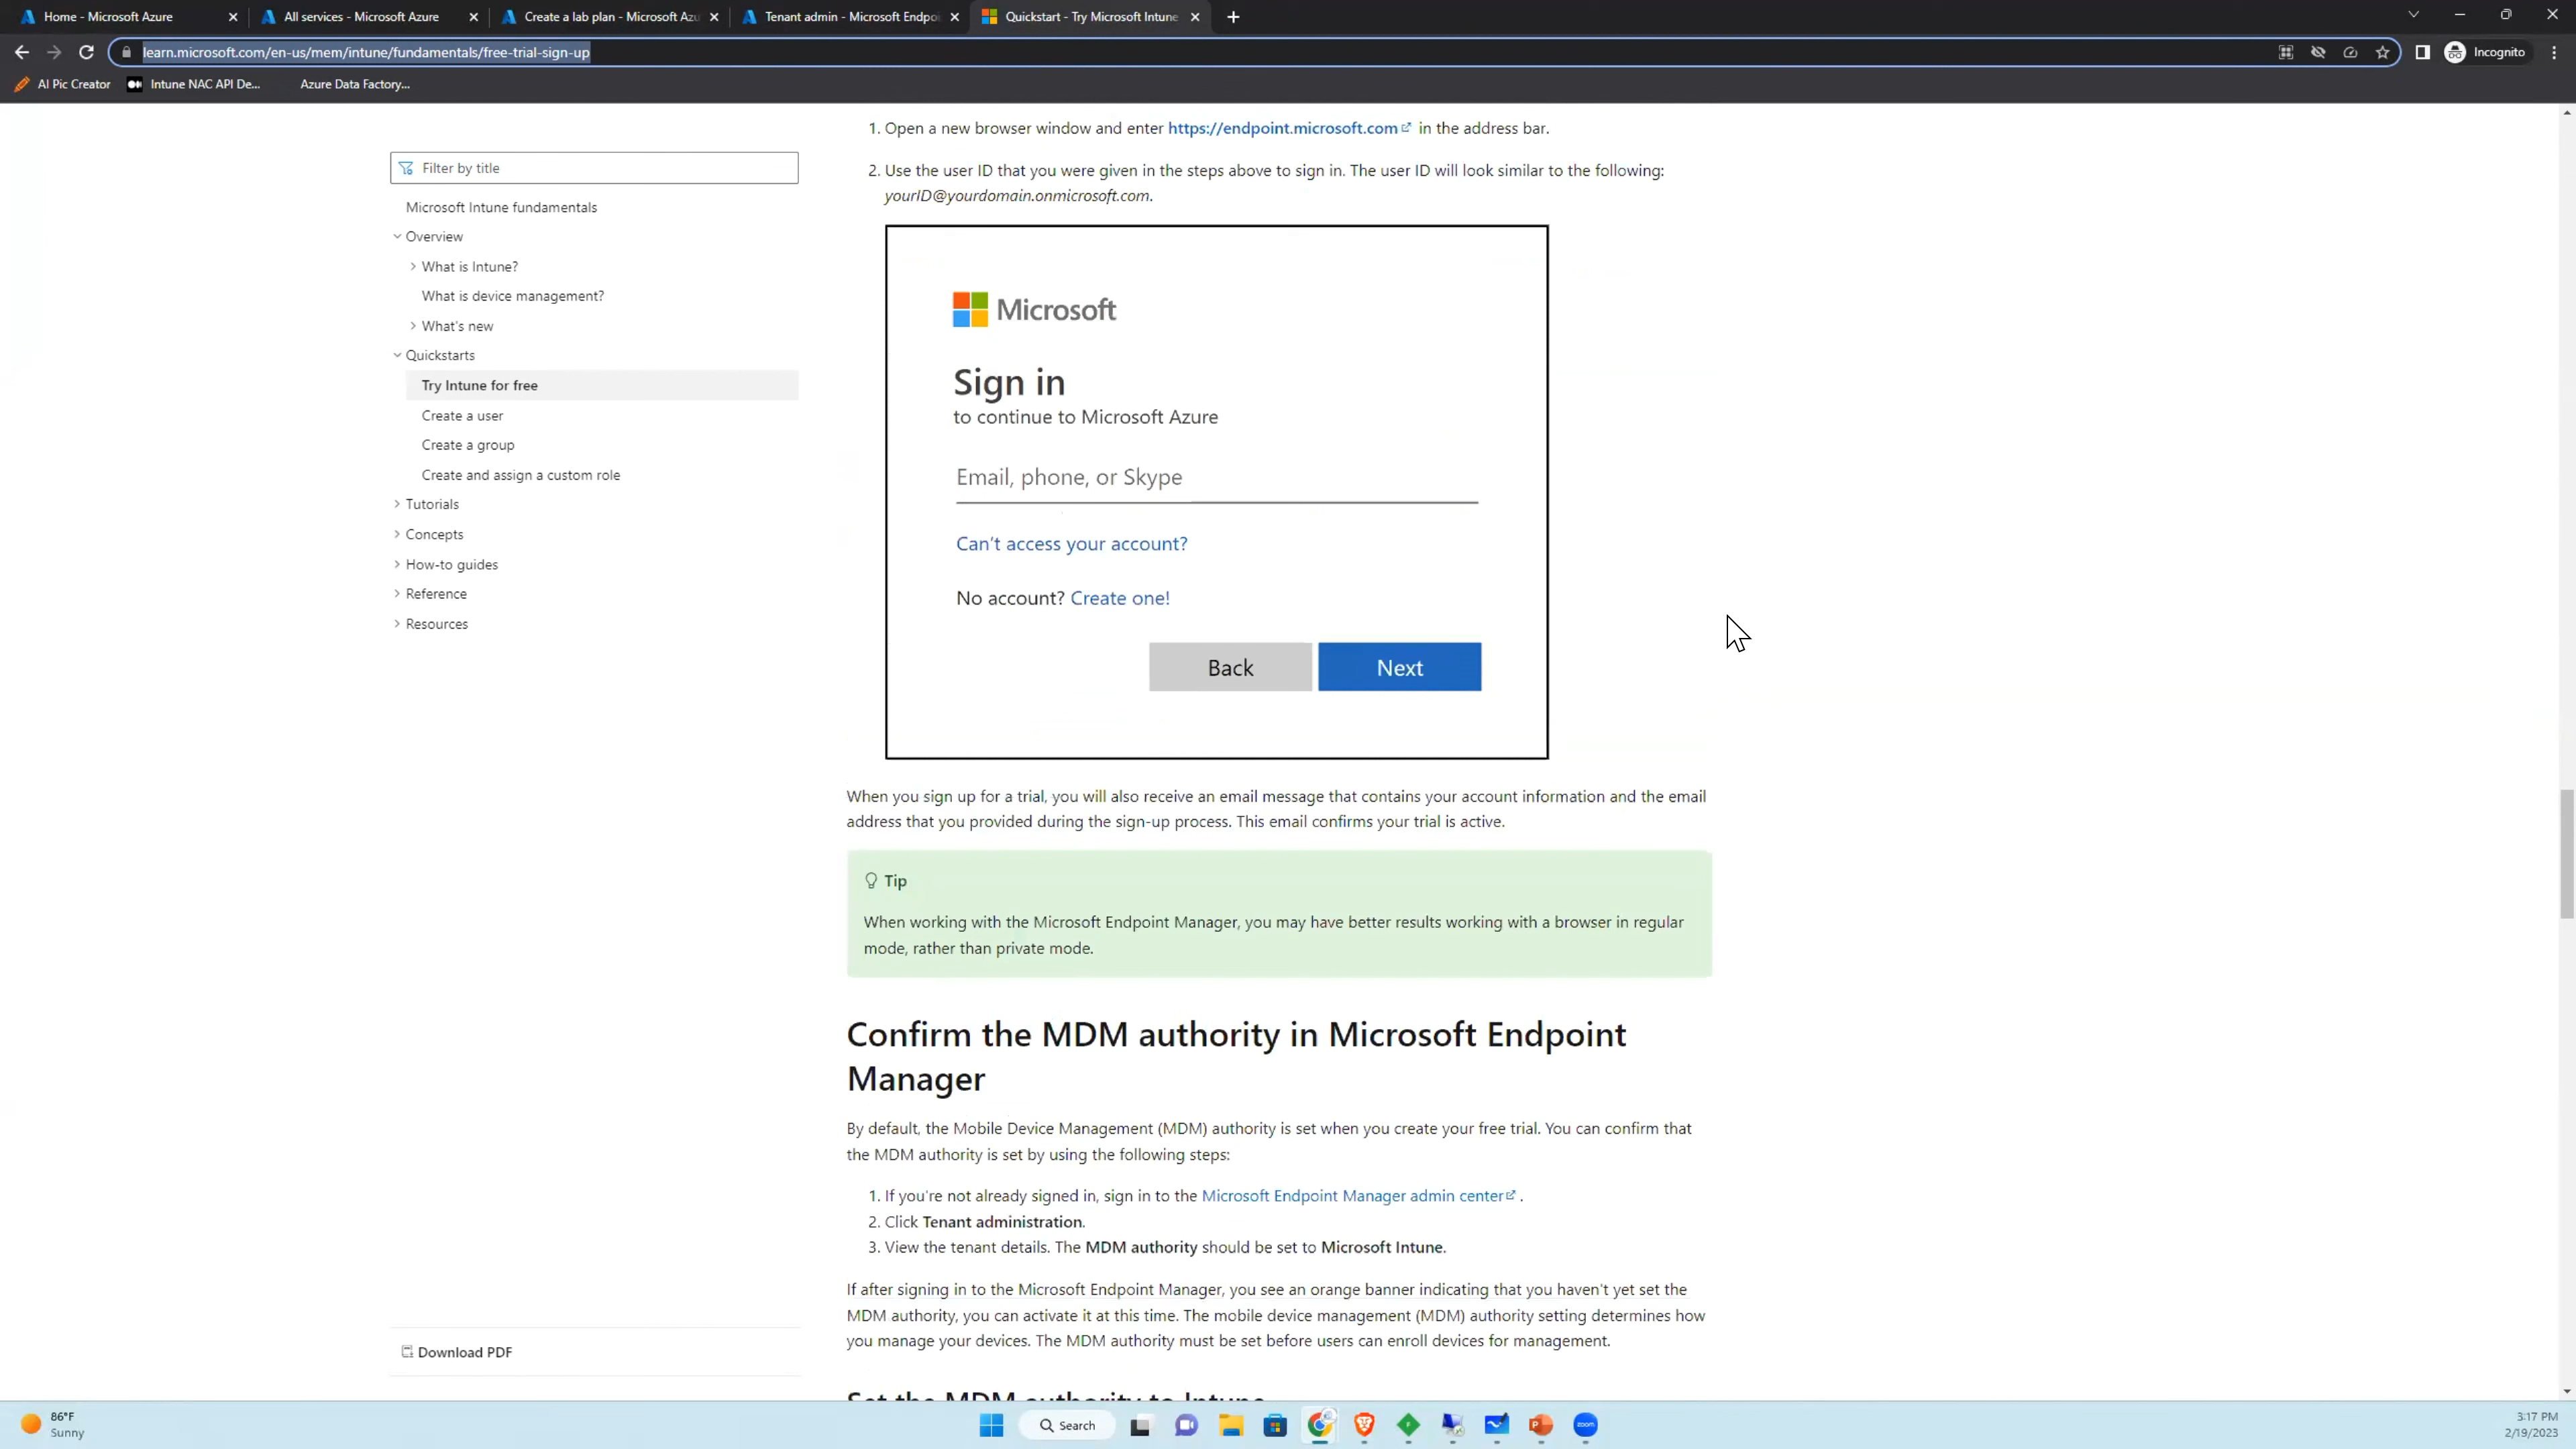 Home - Microsoft Azure
All services - Microsoft Azure
Create a lab plan - Microsoft Azu
Tenant admin - Microsoft Endpoi
Quickstart - Try Microsoft Intune
learn.microsoft.com/en-us/mem/intune/fundamentals/free-trial-sign-up
Incognito
AI Pic Creator
Intune NAC API De...
Azure Data Factory...
Filter by title
Microsoft Intune fundamentals
Overview
What is Intune?
What is device management?
What's new
Quickstarts
Try Intune for free
Create a user
Create a group
Create and assign a custom role
Tutorials
Concepts
How-to guides
Reference
Resources
Download PDF
1. Open a new browser window and enter https://endpoint.microsoft.com in the address bar.
2. Use the user ID that you were given in the steps above to sign in. The user ID will look similar to the following:
yourID@yourdomain.onmicrosoft.com.
Microsoft
Sign in
to continue to Microsoft Azure
Email, phone, or Skype
Can't access your account?
No account? Create one!
Back
Next
When you sign up for a trial, you will also receive an email message that contains your account information and the email
address that you provided during the sign-up process. This email confirms your trial is active.
Tip
When working with the Microsoft Endpoint Manager, you may have better results working with a browser in regular
mode, rather than private mode.
Confirm the MDM authority in Microsoft Endpoint
Manager
By default, the Mobile Device Management (MDM) authority is set when you create your free trial. You can confirm that
the MDM authority is set by using the following steps:
1. If you're not already signed in, sign in to the Microsoft Endpoint Manager admin center .
2. Click Tenant administration.
3. View the tenant details. The MDM authority should be set to Microsoft Intune.
If after signing in to the Microsoft Endpoint Manager, you see an orange banner indicating that you haven't yet set the
MDM authority, you can activate it at this time. The mobile device management (MDM) authority setting determines how
you manage your devices. The MDM authority must be set before users can enroll devices for management.
Set the MDM authority to Intune
86°F
Sunny
Search
zoom
3:17 PM
2/19/2023